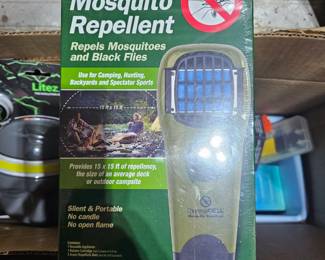 Mosquito
Repellent
Repels Mosquitoes
and Black Flies
Use for Camping, Hunting,
Backyards and Spectator Sports
15 ft x 15 ft
Provides 15 x 15 ft of repellency,
the size of an average deck
or outdoor campsite
Silent & Portable
No candle
No open flame
Contains:
Litez
ThermaCELL